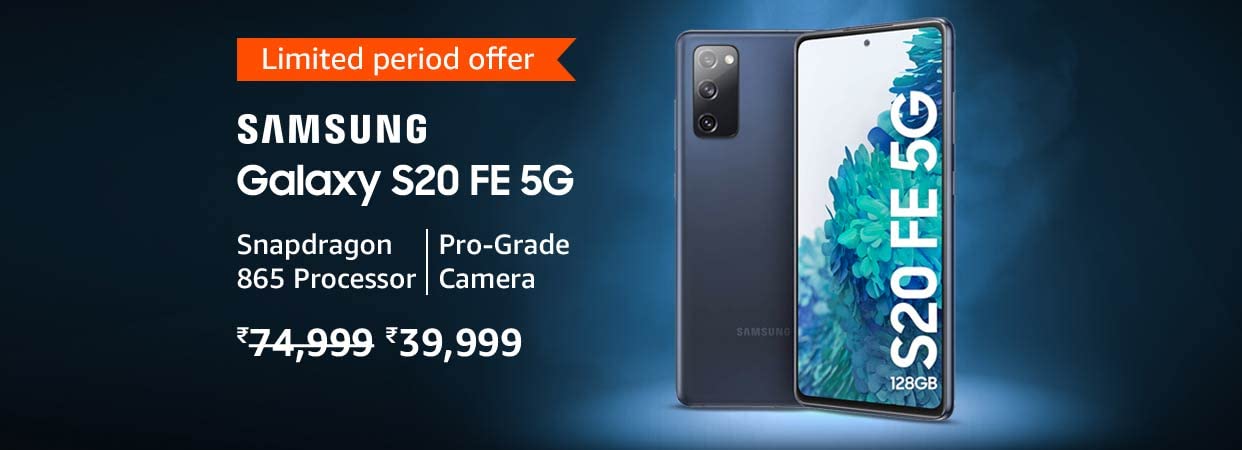 Limited period offer
SAMSUNG
Galaxy S20 FE 5G
Snapdragon
865 Processor
Pro-Grade
Camera
₹74,999 ₹39,999
SAMSUNG
S20 FE 5G
128GB